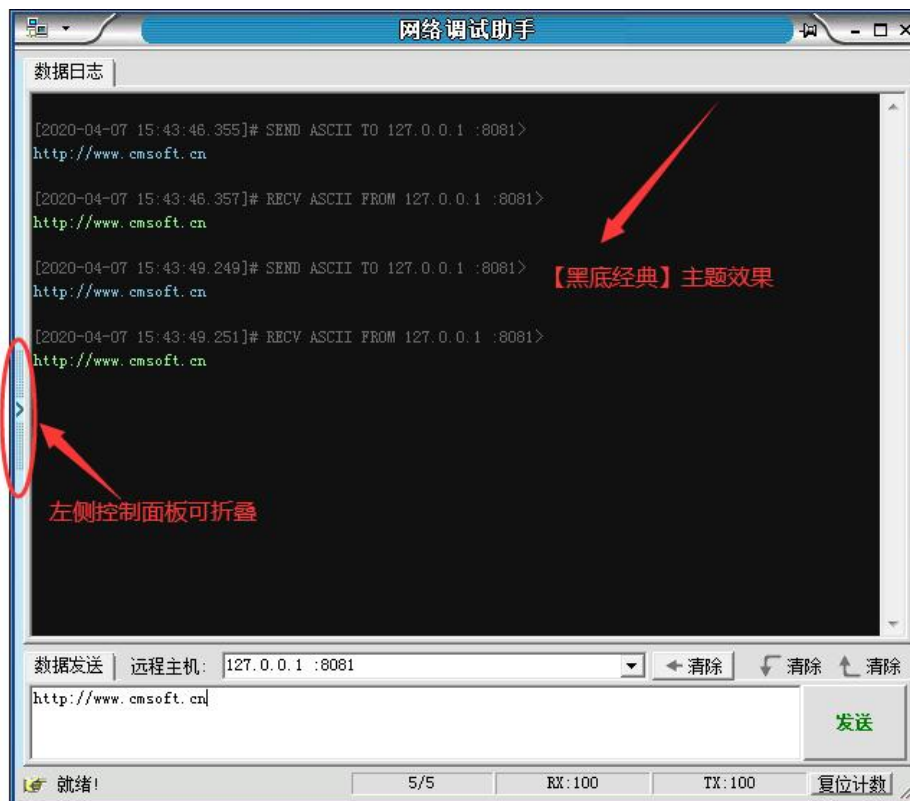 网络调试助手
数据日志
[2020-04-07 15:43:46.355]# SEND ASCII TO 127.0.0.1 :8081>
http://www.cmsoft.cn
[2020-04-07 15:43:46.357]# RECV ASCII FROM 127.0.0.1 :8081>
http://www.cmsoft.cn
[2020-04-07 15:43:49.249]# SEND ASCII TO 127.0.0.1 :8081>
http://www.cmsoft.cn
【黑底经典】主题效果
[2020-04-07 15:43:49.251]# RECV ASCII FROM 127.0.0.1 :8081>
http://www.cmsoft.cn
左侧控制面板可折叠
数据发送 远程主机: 127.0.0.1 :8081 清除 清除 清除
http://www.cmsoft.cn
发送
就绪! 5/5 RX:100 TX:100 复位计数